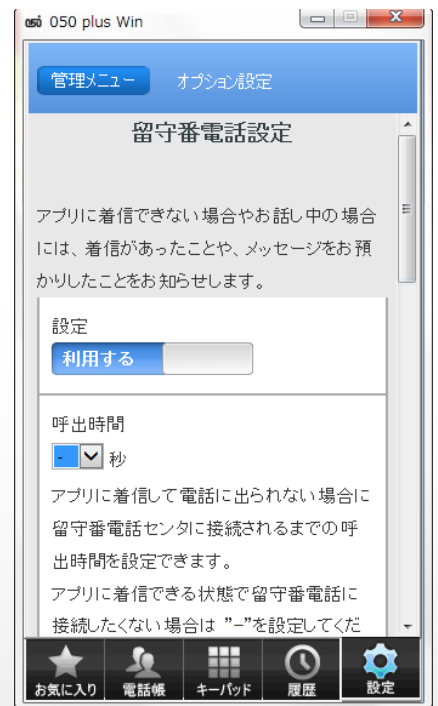 050 plus Win
管理メニュー
オプション設定
留守番電話設定
アプリに着信できない場合やお話し中の場合
には、着信があったことや、メッセージをお預
かりしたことをお知らせします。
設定
利用する
呼出時間
- 秒
アプリに着信して電話に出られない場合に
留守番電話センタに接続されるまでの呼
出時間を設定できます。
アプリに着信できる状態で留守番電話に
接続したくない場合は ”−”を設定してくだ
お気に入り 電話帳 キーパッド 履歴 設定